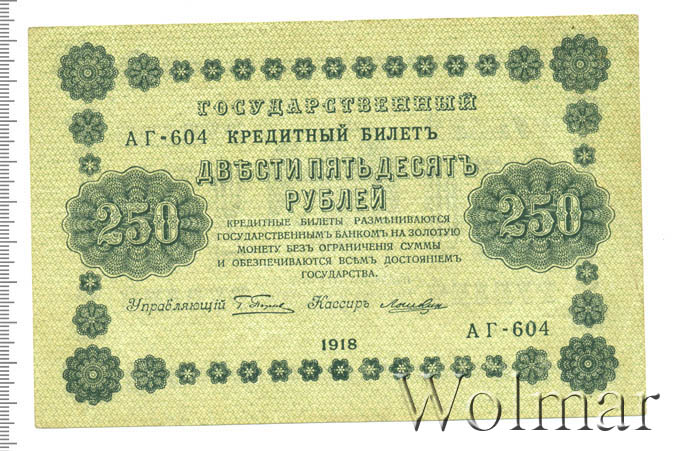 ГОСУДАРСТВЕННЫЙ
АГ-604 КРЕДИТНЫЙ БИЛЕТЪ
ДВѢСТИ ПЯТЬДЕСЯТЪ
РУБЛЕЙ
250
250
КРЕДИТНЫЕ БИЛЕТЫ РАЗМѢНИВАЮТСЯ
ГОСУДАРСТВЕННЫМЪ БАНКОМЪ НА ЗОЛОТУЮ
МОНЕТУ БЕЗЪ ОГРАНИЧЕНІЯ СУММЫ
И ОБЕЗПЕЧИВАЮТСЯ ВСѢМЪ ДОСТОЯНІЕМЪ
ГОСУДАРСТВА.
Управляющій
Кассиръ
1918
АГ-604
Wolmar